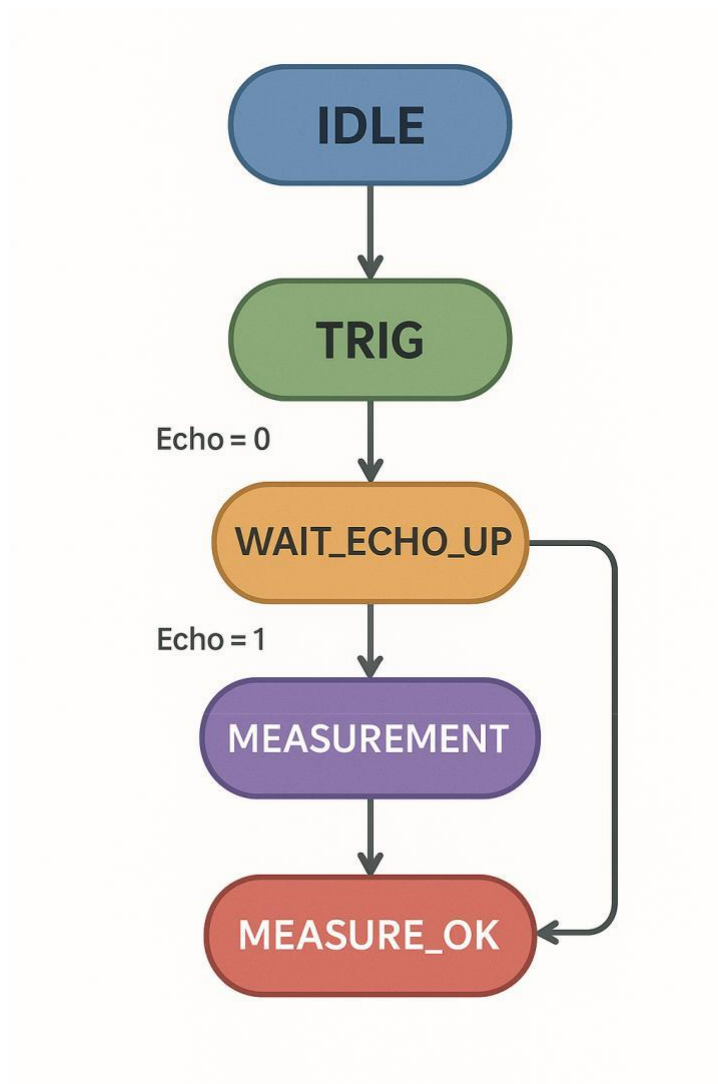 IDLE
TRIG
Echo = 0
WAIT_ECHO_UP
Echo = 1
MEASUREMENT
MEASURE_OK